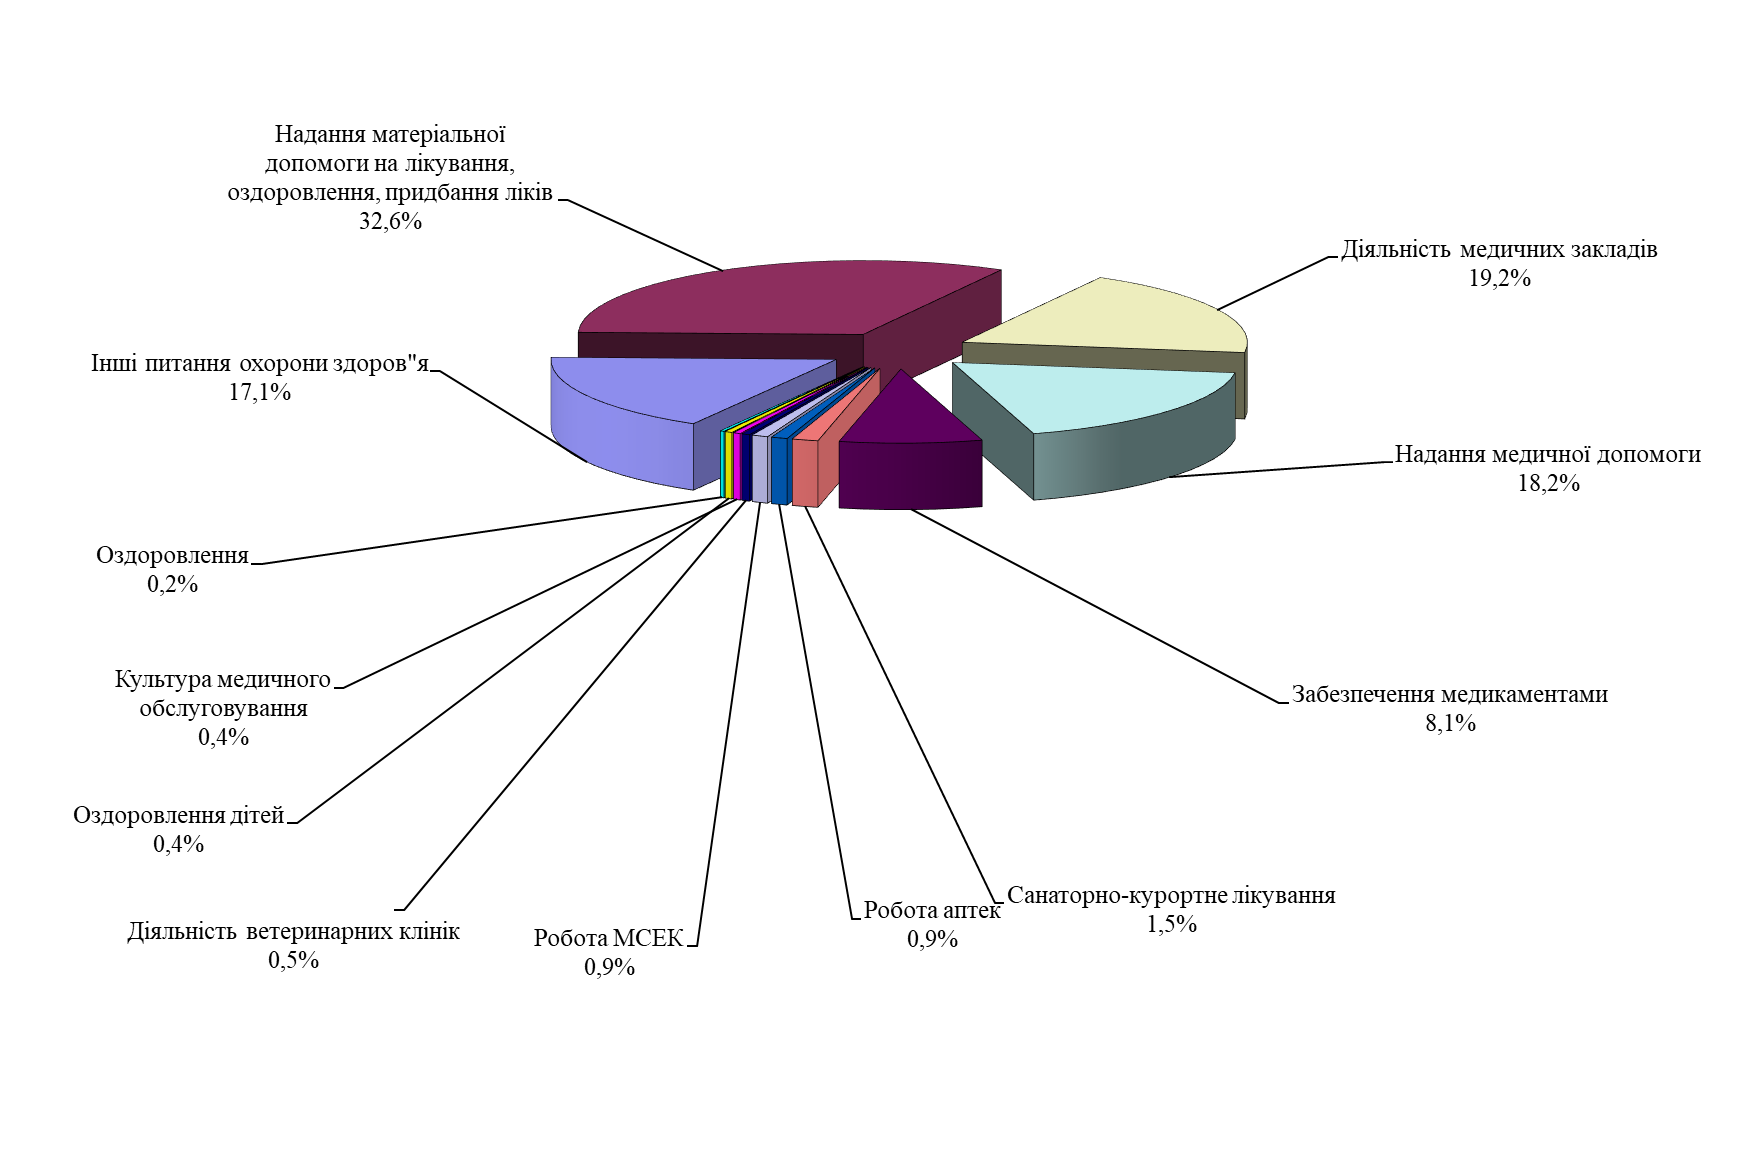 Надання матеріальної
допомоги на лікування,
оздоровлення, придбання ліків
32,6%
Діяльність медичних закладів
19,2%
Інші питання охорони здоров"я
17,1%
Надання медичної допомоги
18,2%
Оздоровлення
0,2%
Культура медичного
обслуговування
0,4%
Забезпечення медикаментами
8,1%
Оздоровлення дітей
0,4%
Діяльність ветеринарних клінік
0,5%
Робота МСЕК
0,9%
Робота аптек
0,9%
Санаторно-курортне лікування
1,5%